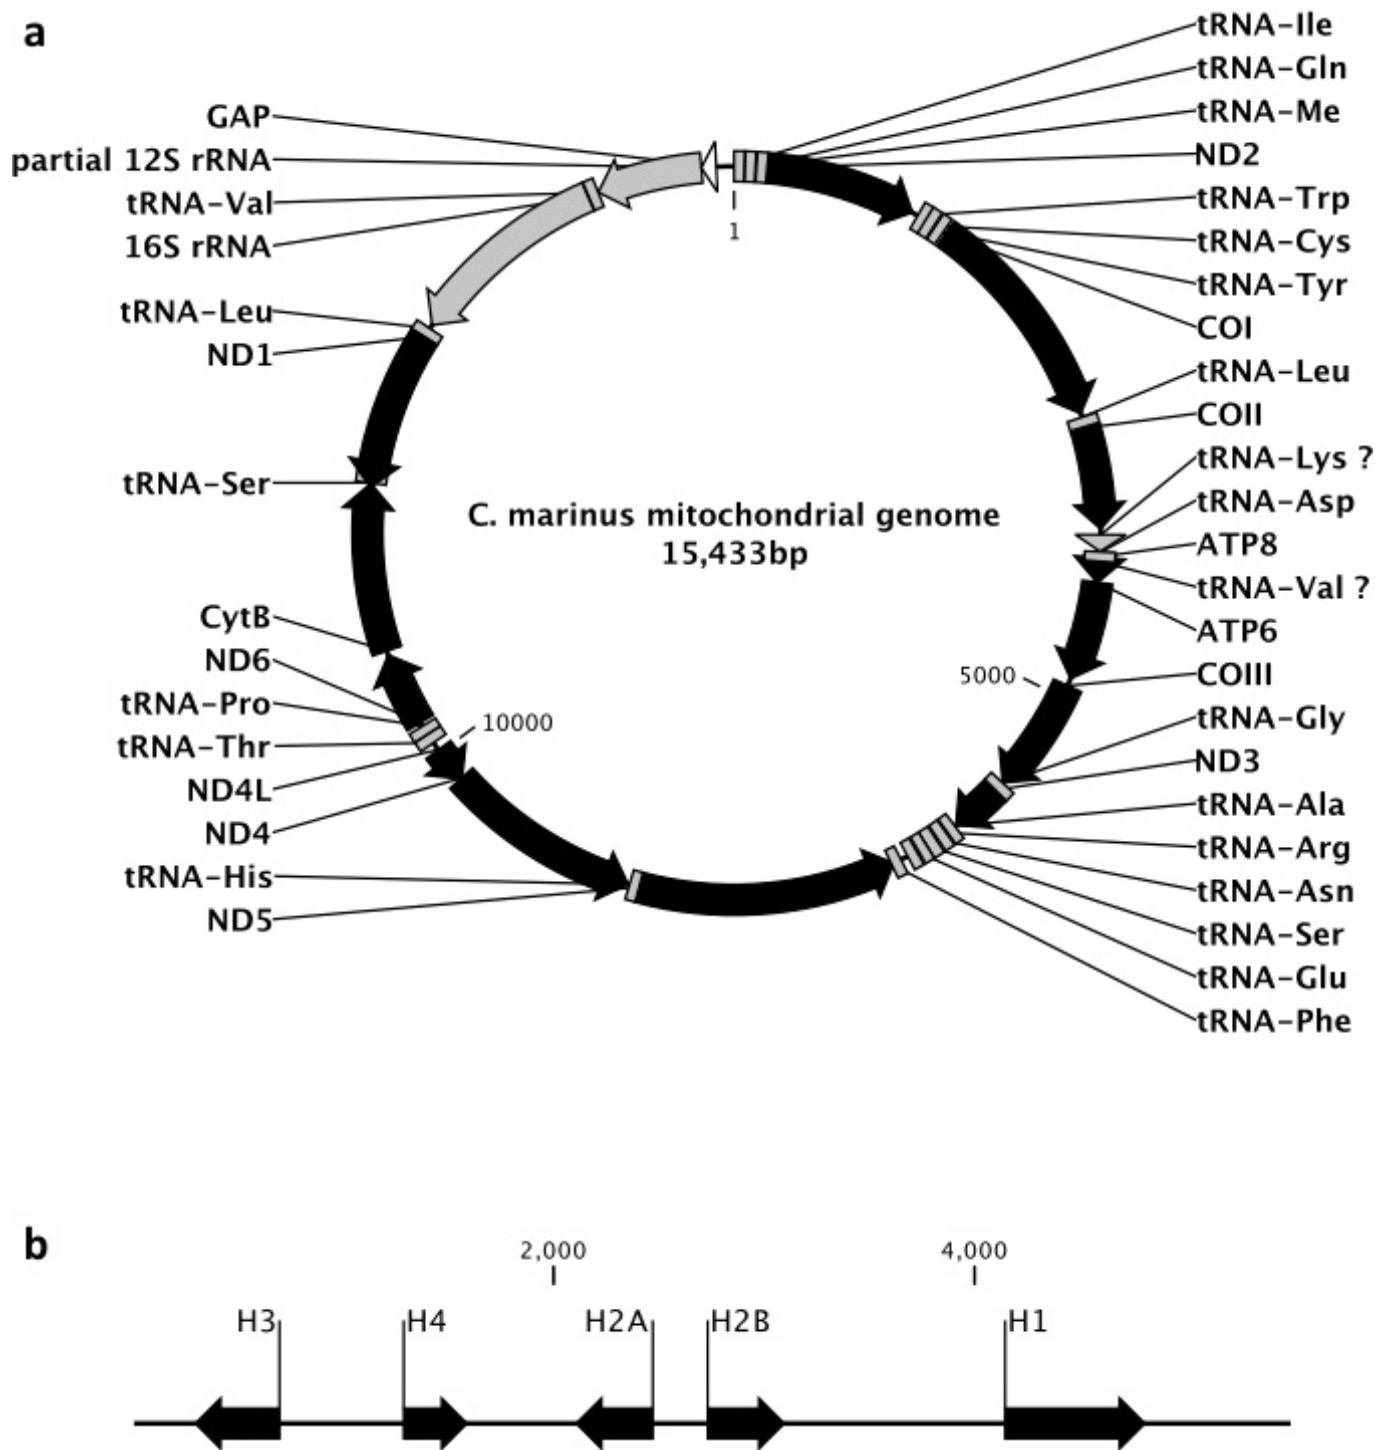 a
tRNA-Ile
tRNA-Gln
tRNA-Me
ND2
tRNA-Trp
tRNA-Cys
tRNA-Tyr
COI
tRNA-Leu
COII
tRNA-Lys ?
tRNA-Asp
ATP8
tRNA-Val ?
ATP6
COIII
tRNA-Gly
ND3
tRNA-Ala
tRNA-Arg
tRNA-Asn
tRNA-Ser
tRNA-Glu
tRNA-Phe
GAP
partial 12S rRNA
tRNA-Val
16S rRNA
tRNA-Leu
ND1
tRNA-Ser
CytB
ND6
tRNA-Pro
tRNA-Thr
ND4L
ND4
tRNA-His
ND5
1
5000
10000
C. marinus mitochondrial genome
15,433bp
b
2,000 4,000
H3 H4 H2A H2B H1